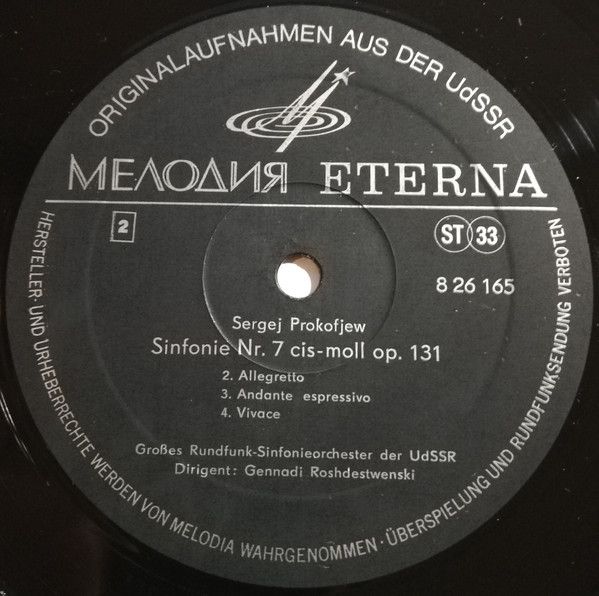 ORIGINALAUFNAHMEN AUS DER UdSSR
МЕЛОДИЯ ETERNA
2
ST 33
8 26 165
Sergej Prokofjew
Sinfonie Nr. 7 cis-moll op. 131
2. Allegretto
3. Andante espressivo
4. Vivace
Großes Rundfunk-Sinfonieorchester der UdSSR
Dirigent: Gennadi Roshdestwenski
HERSTELLER- UND URHEBERRECHTE WERDEN VON MELODIA WAHRGENOMMEN · ÜBERSPIELUNG UND RUNDFUNKSENDUNG VERBOTEN